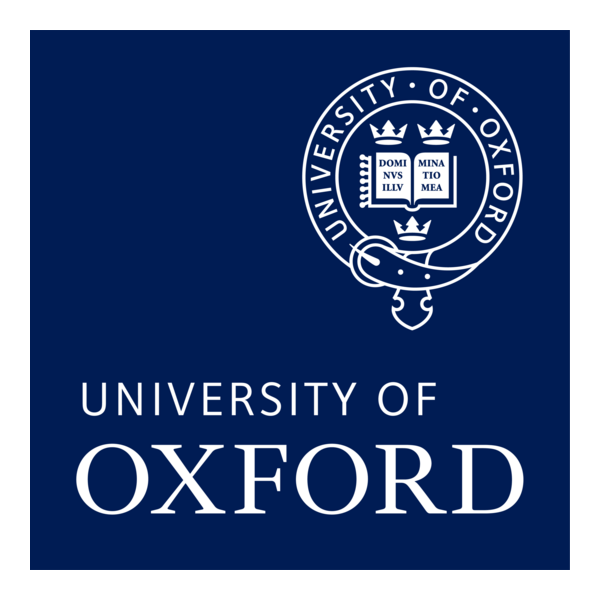 UNIVERSITY · OF · OXFORD
DOMI MINA
NVS TIO
ILLV MEA
UNIVERSITY OF
OXFORD